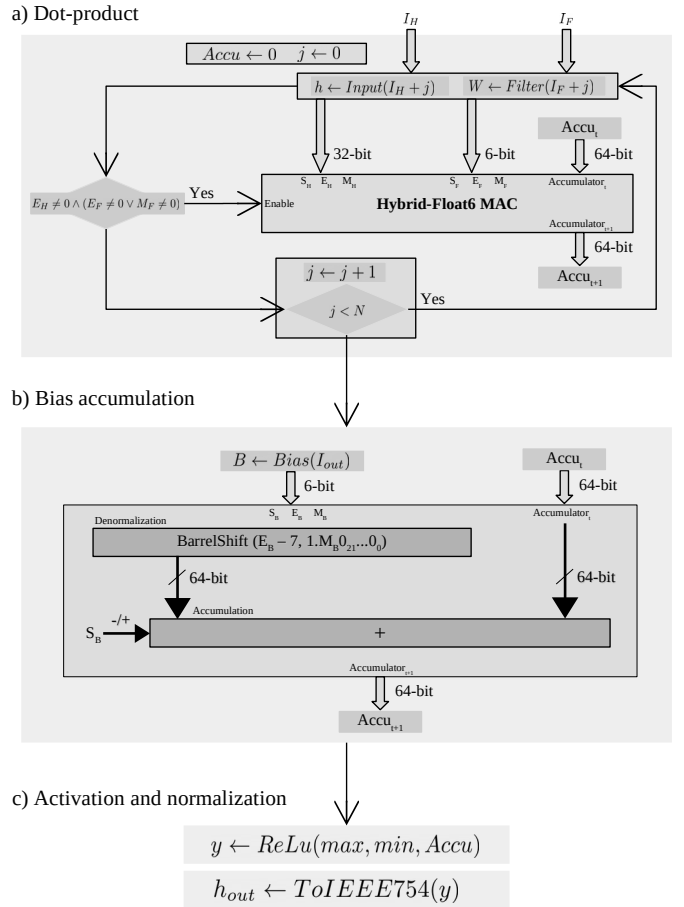 a) Dot-product
I_H I_F
Accu ← 0 j ← 0
h ← Input(I_H + j) W ← Filter(I_F + j)
Accu_t
32-bit 6-bit 64-bit
S_H E_H M_H S_F E_F M_F Accumulator_t
E_H ≠ 0 ∧ (E_F ≠ 0 ∨ M_F ≠ 0) Yes Enable Hybrid-Float6 MAC
Accumulator_{t+1}
64-bit
j ← j + 1 Accu_{t+1}
Yes
j < N
b) Bias accumulation
B ← Bias(I_out) Accu_t
6-bit 64-bit
S_B E_B M_B Accumulator_t
Denormalization
BarrelShift (E_B – 7, 1.M_B0_21...0_0)
64-bit 64-bit
Accumulation
-/+
S_B +
Accumulator_{t+1}
64-bit
Accu_{t+1}
c) Activation and normalization
y ← ReLu(max, min, Accu)
h_out ← ToIEEE754(y)